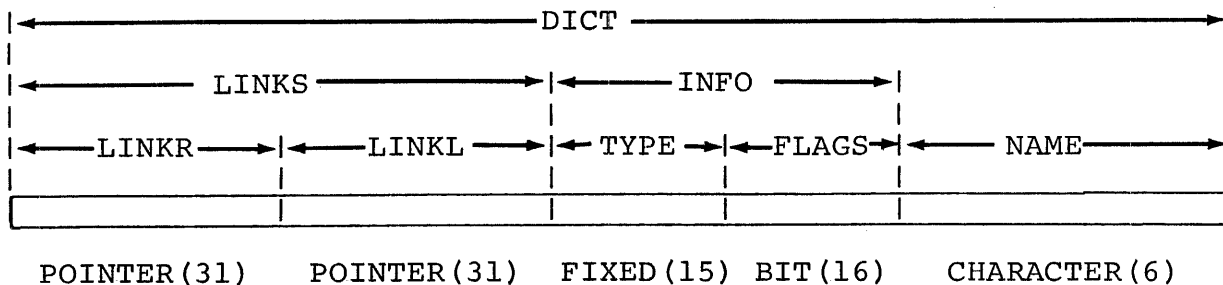 DICT
LINKS INFO
LINKR LINKL TYPE FLAGS NAME
POINTER(31) POINTER(31) FIXED(15) BIT(16) CHARACTER(6)